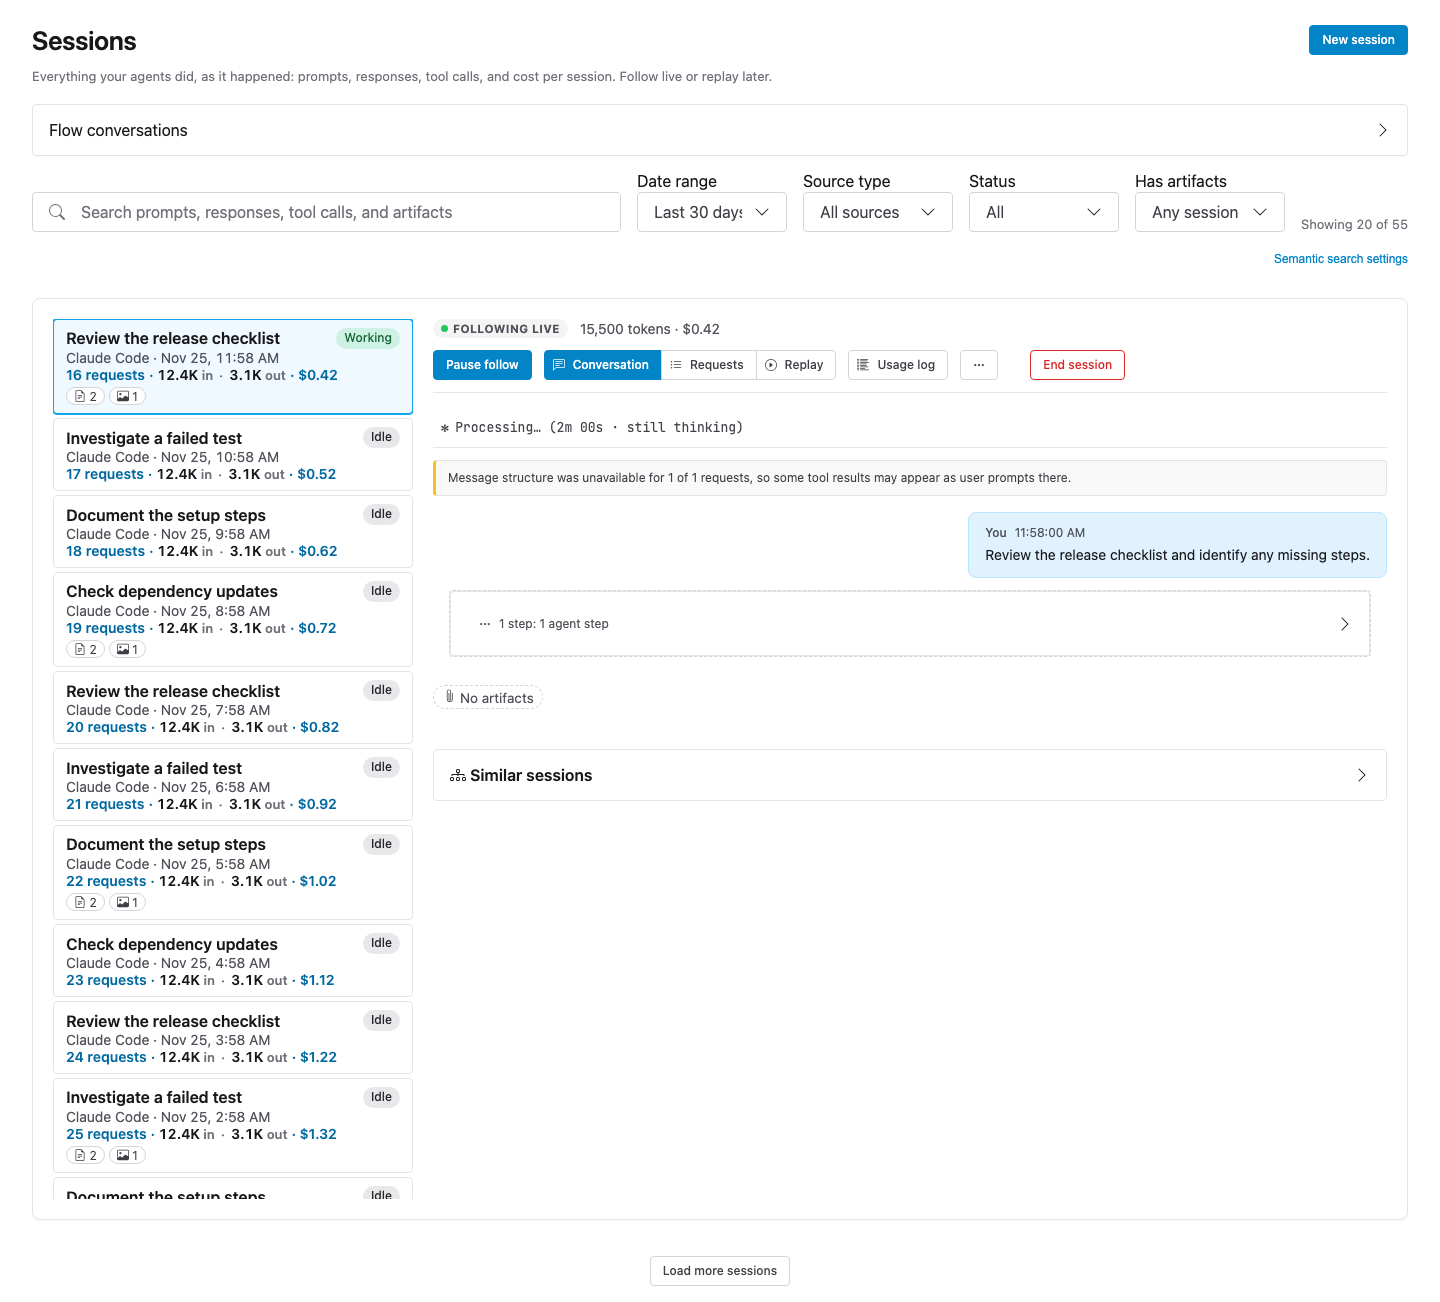 Sessions
New session
Everything your agents did, as it happened: prompts, responses, tool calls, and cost per session. Follow live or replay later.
Flow conversations
Date range
Source type
Status
Has artifacts
Search prompts, responses, tool calls, and artifacts
Last 30 days
All sources
All
Any session
Showing 20 of 55
Semantic search settings
Review the release checklist
Working
Claude Code · Nov 25, 11:58 AM
16 requests · 12.4K in · 3.1K out · $0.42
2
1
Investigate a failed test
Idle
Claude Code · Nov 25, 10:58 AM
17 requests · 12.4K in · 3.1K out · $0.52
Document the setup steps
Idle
Claude Code · Nov 25, 9:58 AM
18 requests · 12.4K in · 3.1K out · $0.62
Check dependency updates
Idle
Claude Code · Nov 25, 8:58 AM
19 requests · 12.4K in · 3.1K out · $0.72
2
1
Review the release checklist
Idle
Claude Code · Nov 25, 7:58 AM
20 requests · 12.4K in · 3.1K out · $0.82
Investigate a failed test
Idle
Claude Code · Nov 25, 6:58 AM
21 requests · 12.4K in · 3.1K out · $0.92
Document the setup steps
Idle
Claude Code · Nov 25, 5:58 AM
22 requests · 12.4K in · 3.1K out · $1.02
2
1
Check dependency updates
Idle
Claude Code · Nov 25, 4:58 AM
23 requests · 12.4K in · 3.1K out · $1.12
Review the release checklist
Idle
Claude Code · Nov 25, 3:58 AM
24 requests · 12.4K in · 3.1K out · $1.22
Investigate a failed test
Idle
Claude Code · Nov 25, 2:58 AM
25 requests · 12.4K in · 3.1K out · $1.32
2
1
Document the setup steps
Idle
FOLLOWING LIVE
15,500 tokens · $0.42
Pause follow
Conversation
Requests
Replay
Usage log
···
End session
✻ Processing… (2m 00s · still thinking)
Message structure was unavailable for 1 of 1 requests, so some tool results may appear as user prompts there.
You 11:58:00 AM
Review the release checklist and identify any missing steps.
··· 1 step: 1 agent step
No artifacts
Similar sessions
Load more sessions